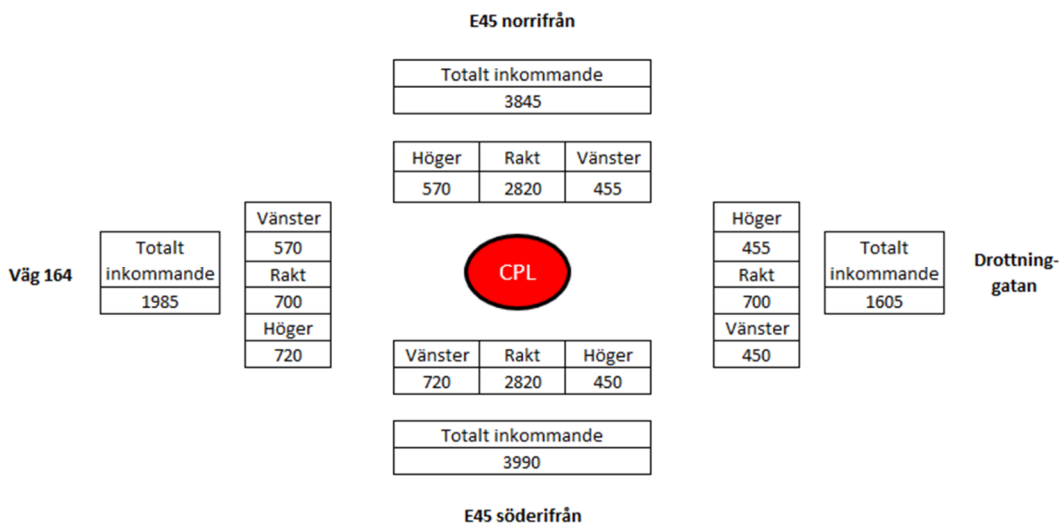 E45 norrifrån
Totalt inkommande
3845
Höger Rakt Vänster
570 2820 455
Väg 164
Totalt
inkommande
1985
Vänster
570
Rakt
700
Höger
720
CPL
Höger
455
Rakt
700
Vänster
450
Totalt
inkommande
1605
Drottning-
gatan
Vänster Rakt Höger
720 2820 450
Totalt inkommande
3990
E45 söderifrån